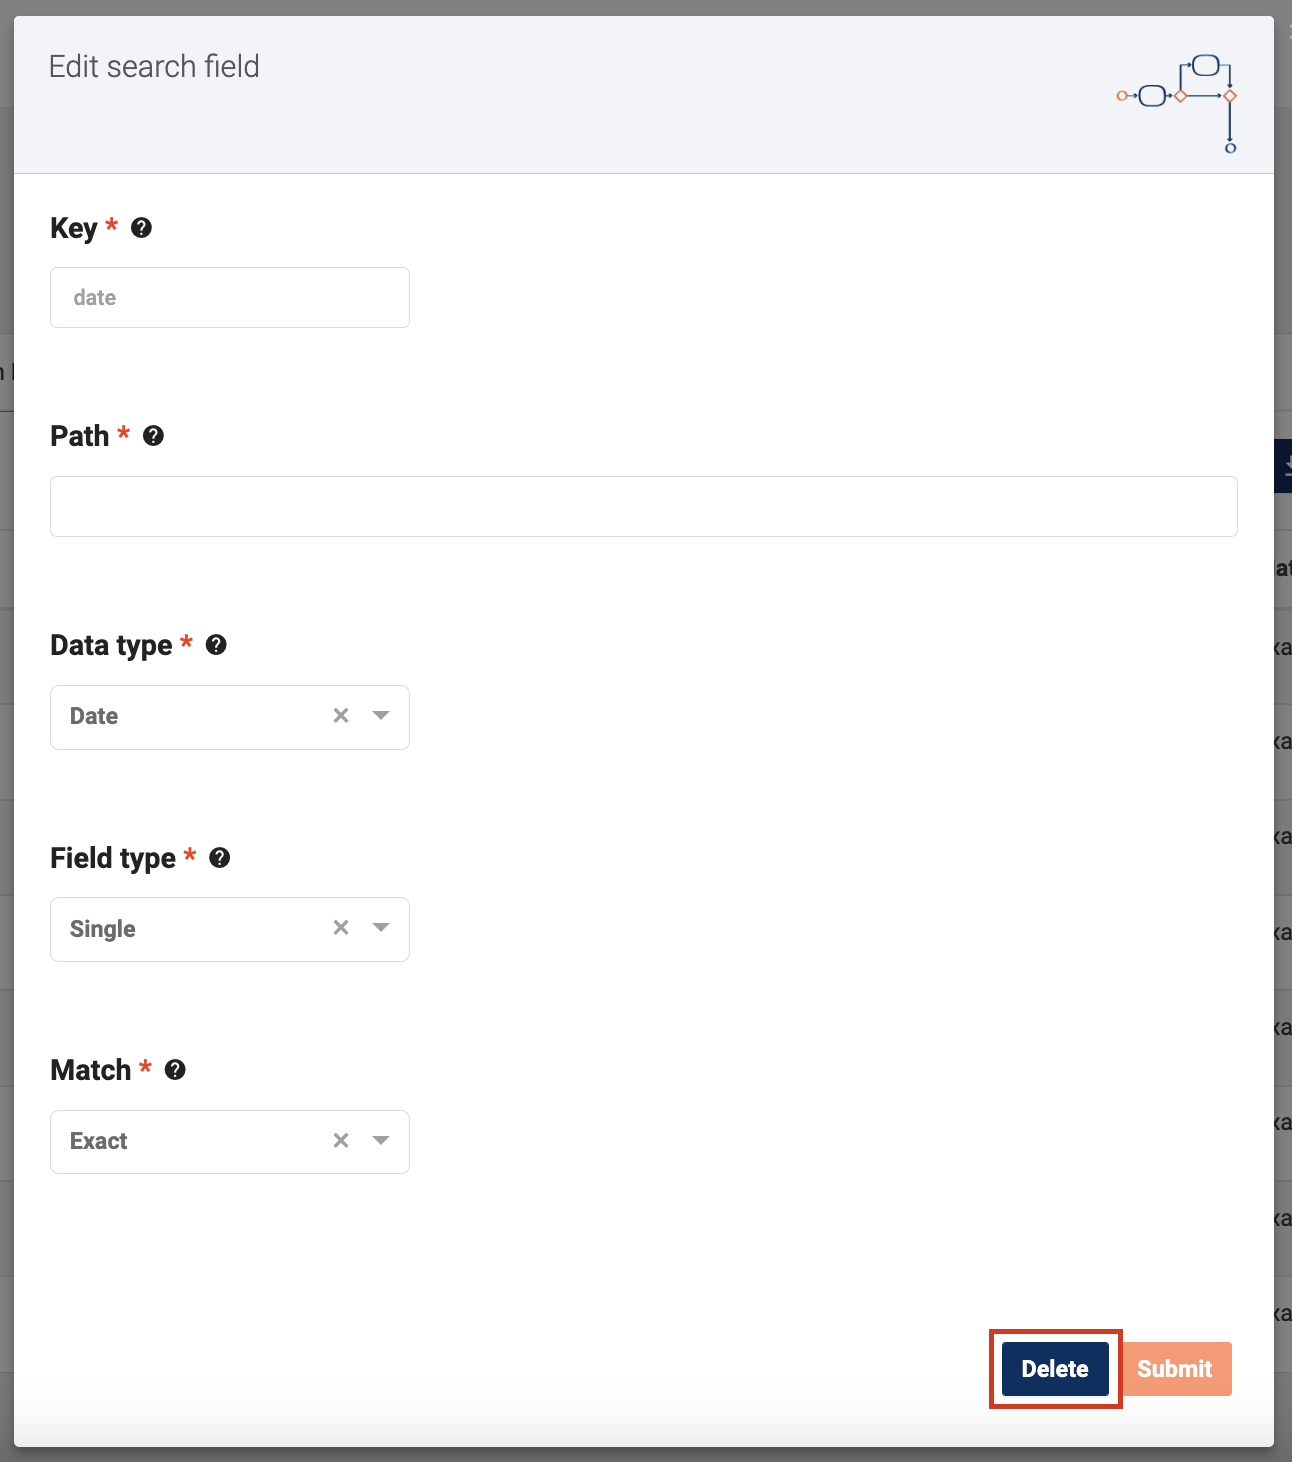 Edit search field
Key *
date
Path *
Data type *
Date
Field type *
Single
Match *
Exact
Delete Submit